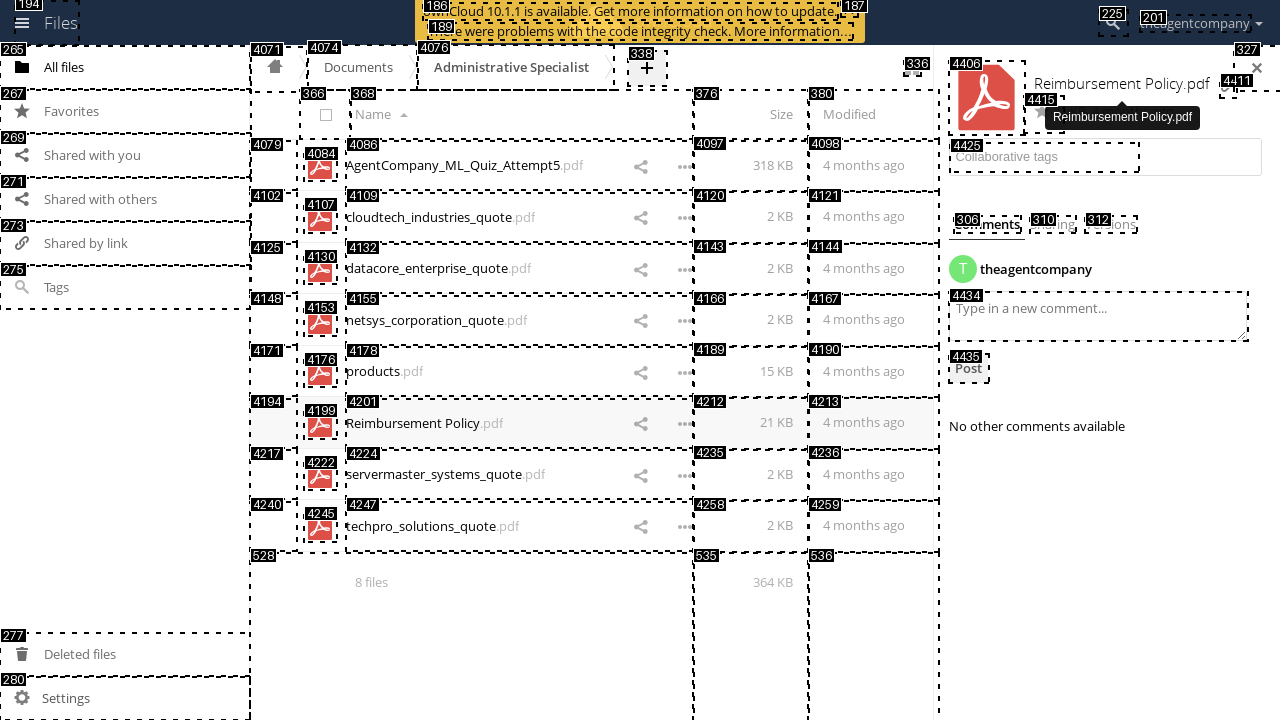 194
Files
186
ownCloud 10.1.1 is available. Get more information on how to update.
187
189
There were problems with the code integrity check. More information…
225
201
theagentcompany
265
All files
267
Favorites
269
Shared with you
271
Shared with others
273
Shared by link
275
Tags
277
Deleted files
280
Settings
4071
4074
Documents
4076
Administrative Specialist
338
+
336
366
368
Name
376
Size
380
Modified
4079
4084
4086
AgentCompany_ML_Quiz_Attempt5.pdf
4097
318 KB
4098
4 months ago
4102
4107
4109
cloudtech_industries_quote.pdf
4120
2 KB
4121
4 months ago
4125
4130
4132
datacore_enterprise_quote.pdf
4143
2 KB
4144
4 months ago
4148
4153
4155
netsys_corporation_quote.pdf
4166
2 KB
4167
4 months ago
4171
4176
4178
products.pdf
4189
15 KB
4190
4 months ago
4194
4199
4201
Reimbursement Policy.pdf
4212
21 KB
4213
4 months ago
4217
4222
4224
servermaster_systems_quote.pdf
4235
2 KB
4236
4 months ago
4240
4245
4247
techpro_solutions_quote.pdf
4258
2 KB
4259
4 months ago
528
8 files
535
364 KB
536
327
4406
Reimbursement Policy.pdf
4411
4415
Reimbursement Policy.pdf
4425
Collaborative tags
306
Comments
310
Sharing
312
Versions
T
theagentcompany
4434
Type in a new comment...
4435
Post
No other comments available